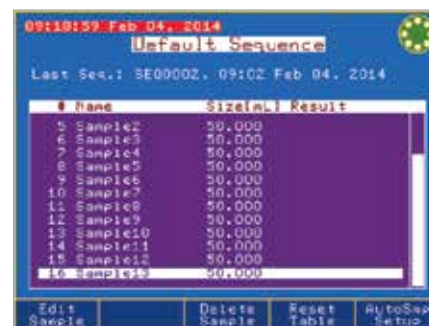 09:18:59 Feb 04, 2014
Default Sequence
Last Seq.: SE00002. 09:02 Feb 04. 2014
# Name Size[mL] Result
5 Sample2 50.000
6 Sample3 50.000
7 Sample4 50.000
8 Sample5 50.000
9 Sample6 50.000
10 Sample7 50.000
11 Sample8 50.000
12 Sample9 50.000
13 Sample10 50.000
14 Sample11 50.000
15 Sample12 50.000
16 Sample13 50.000
Edit Delete Reset AutoSmp
Sample Sample Table Setup